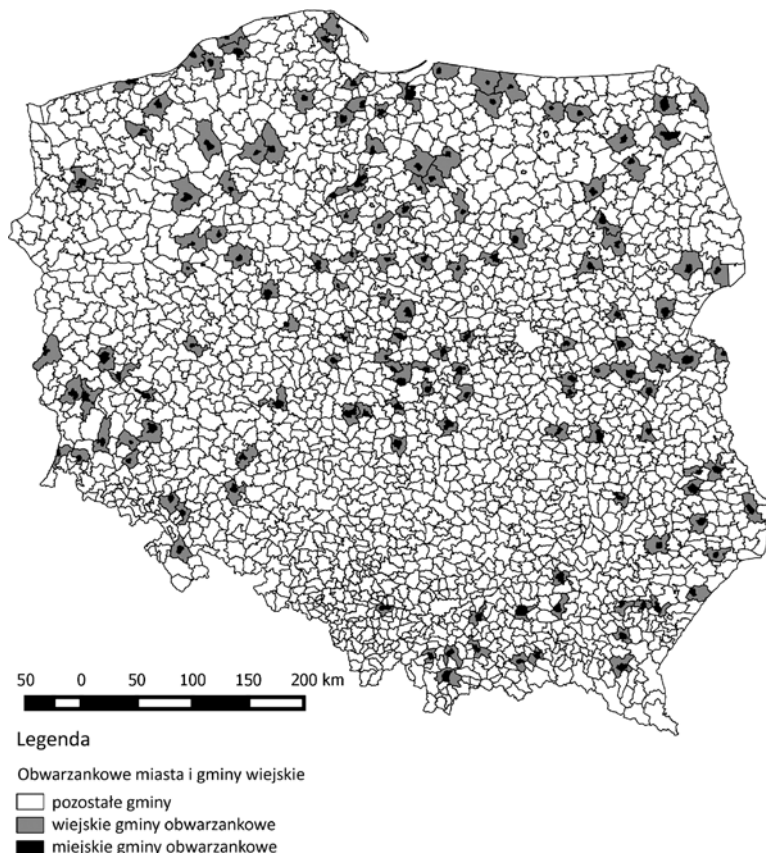 50 0 50 100 150 200 km
Legenda
Obwarzankowe miasta i gminy wiejskie
pozostałe gminy
wiejskie gminy obwarzankowe
miejskie gminy obwarzankowe